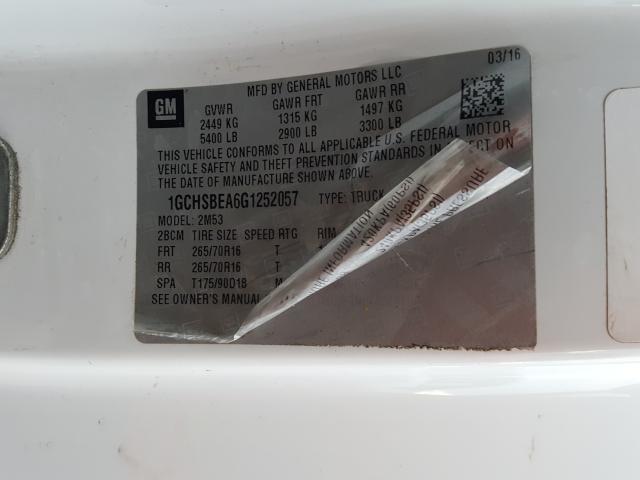 03/16
GM
MFD BY GENERAL MOTORS LLC
GVWR GAWR FRT GAWR RR
2449 KG 1315 KG 1497 KG
5400 LB 2900 LB 3300 LB
THIS VEHICLE CONFORMS TO ALL APPLICABLE U.S. FEDERAL MOTOR
VEHICLE SAFETY AND THEFT PREVENTION STANDARDS IN EFFECT ON
THE DATE OF MANUFACTURE SHOWN ABOVE.
1GCHSBEA6G1252057 TYPE: TRUCK
MODEL: 2M53
2BCM TIRE SIZE SPEED RTG RIM
FRT 265/70R16 T
RR 265/70R16 T
SPA T175/90D18 M
SEE OWNER'S MANUAL
INFORMATION
PRESSURE